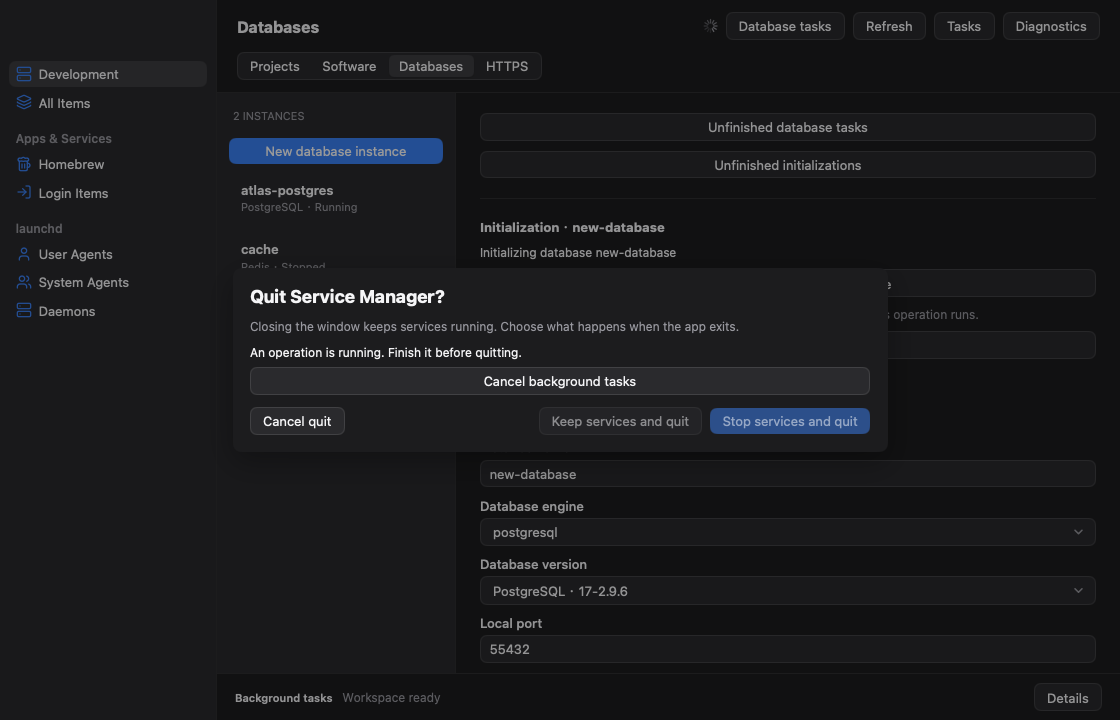 Databases
Database tasks
Refresh
Tasks
Diagnostics
Projects
Software
Databases
HTTPS
Development
All Items
Apps & Services
Homebrew
Login Items
launchd
User Agents
System Agents
Daemons
2 INSTANCES
New database instance
atlas-postgres
PostgreSQL · Running
cache
Redis · Stopped
Unfinished database tasks
Unfinished initializations
Initialization · new-database
Initializing database new-database
operation runs.
Quit Service Manager?
Closing the window keeps services running. Choose what happens when the app exits.
An operation is running. Finish it before quitting.
Cancel background tasks
Cancel quit
Keep services and quit
Stop services and quit
new-database
Database engine
postgresql
Database version
PostgreSQL · 17-2.9.6
Local port
55432
Background tasks
Workspace ready
Details